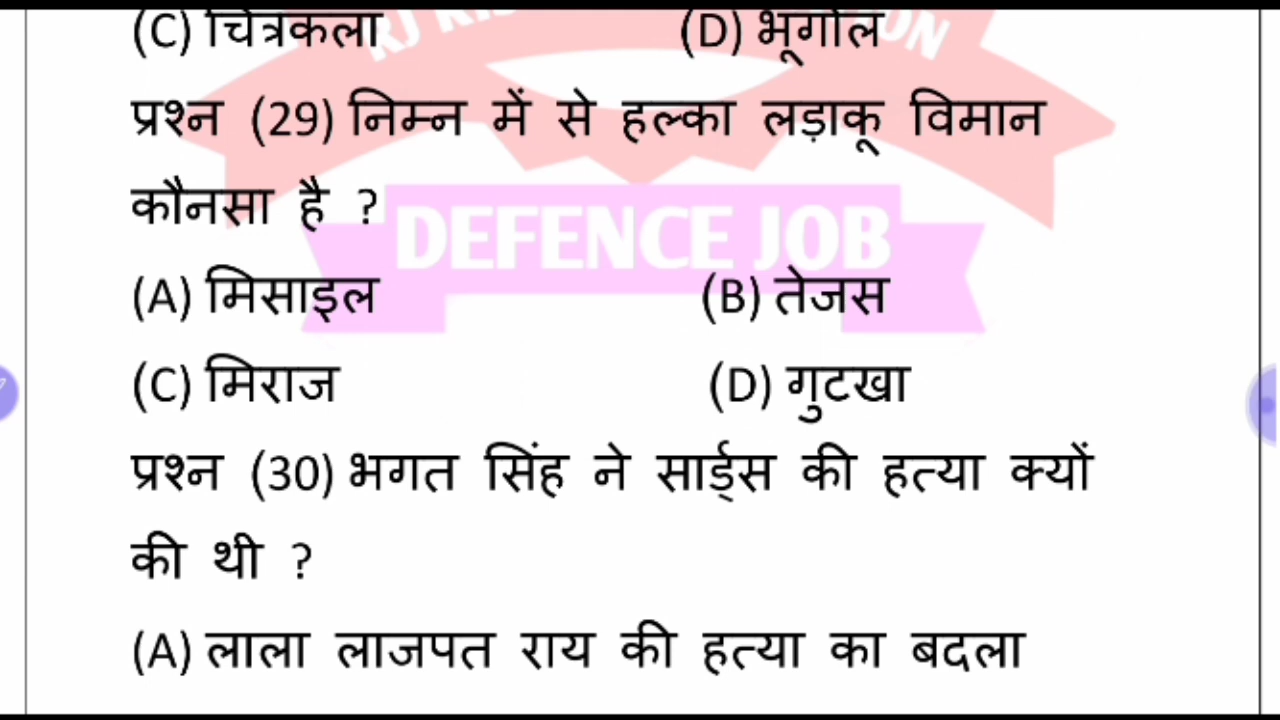 (C) चित्रकला (D) भूगोल
प्रश्न (29) निम्न में से हल्का लड़ाकू विमान
कौनसा है ?
DEFENCE JOB
(A) मिसाइल (B) तेजस
(C) मिराज (D) गुटखा
प्रश्न (30) भगत सिंह ने सार्ड्स की हत्या क्यों
की थी ?
(A) लाला लाजपत राय की हत्या का बदला